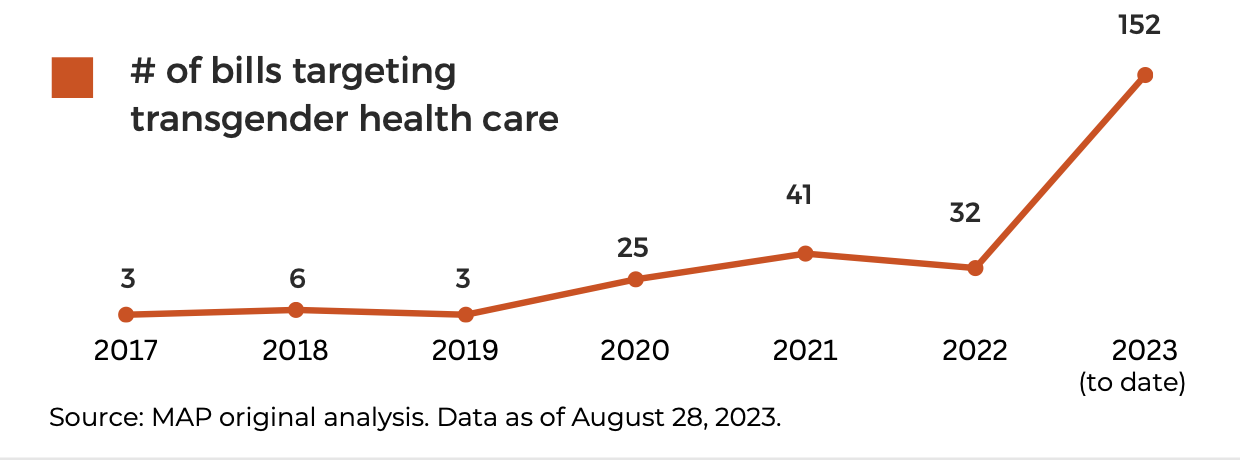 152
# of bills targeting
transgender health care
41
32
25
3 6 3
2017 2018 2019 2020 2021 2022 2023
(to date)
Source: MAP original analysis. Data as of August 28, 2023.